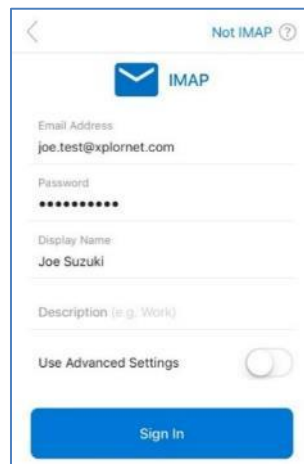 Not IMAP ?
IMAP
Email Address
joe.test@xplornet.com
Password
••••••••••
Display Name
Joe Suzuki
Description (e.g. Work)
Use Advanced Settings
Sign In